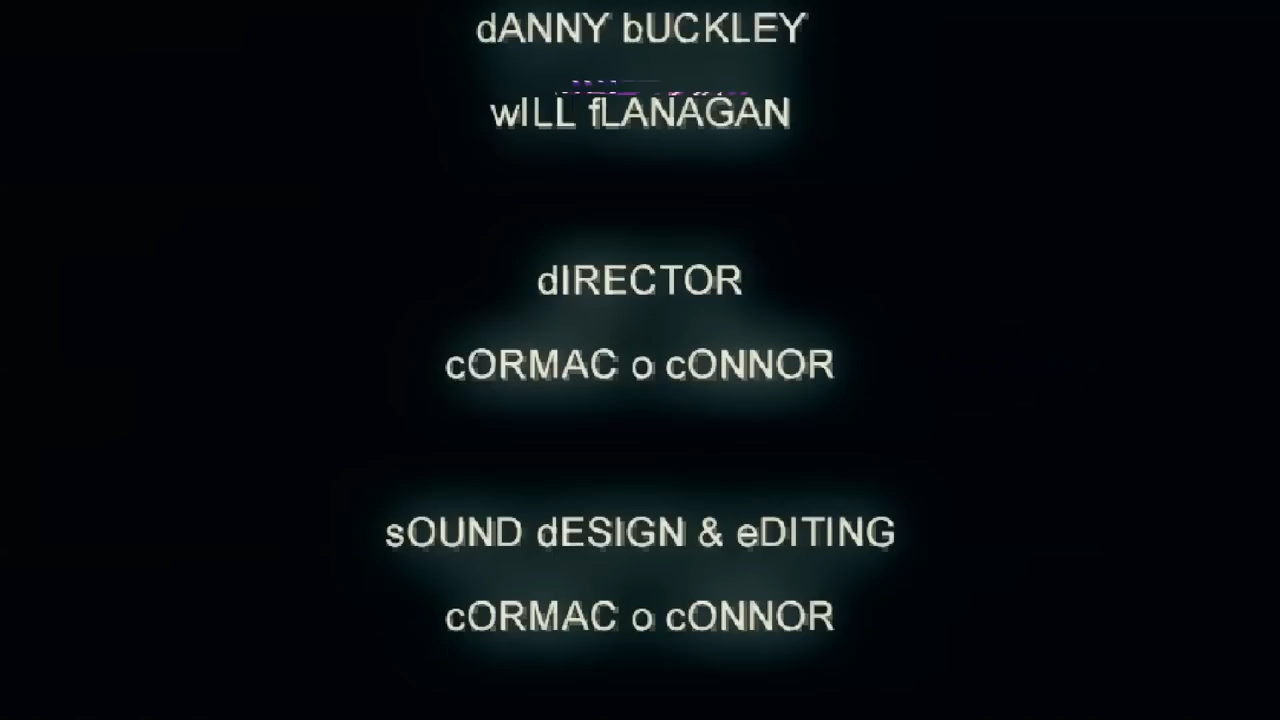 dANNY bUCKLEY
wILL fLANAGAN
dIRECTOR
cORMAC o cONNOR
sOUND dESIGN & eDITING
cORMAC o cONNOR